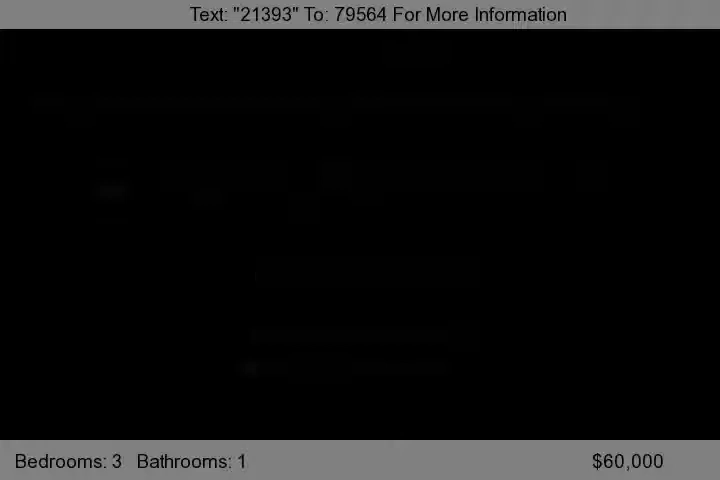 Text: "21393" To: 79564 For More Information
Bedrooms: 3 Bathrooms: 1
$60,000